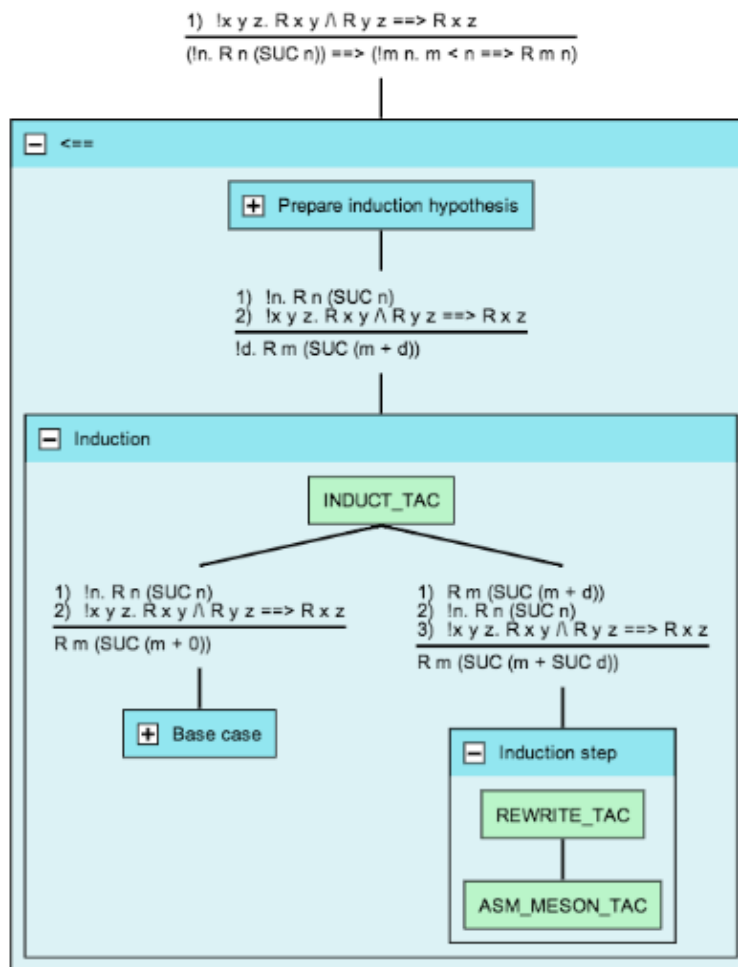 1) !x y z. R x y /\ R y z ==> R x z
(!n. R n (SUC n)) ==> (!m n. m < n ==> R m n)
<==
Prepare induction hypothesis
1) !n. R n (SUC n)
2) !x y z. R x y /\ R y z ==> R x z
!d. R m (SUC (m + d))
Induction
INDUCT_TAC
1) !n. R n (SUC n)
2) !x y z. R x y /\ R y z ==> R x z
R m (SUC (m + 0))
Base case
1) R m (SUC (m + d))
2) !n. R n (SUC n)
3) !x y z. R x y /\ R y z ==> R x z
R m (SUC (m + SUC d))
Induction step
REWRITE_TAC
ASM_MESON_TAC